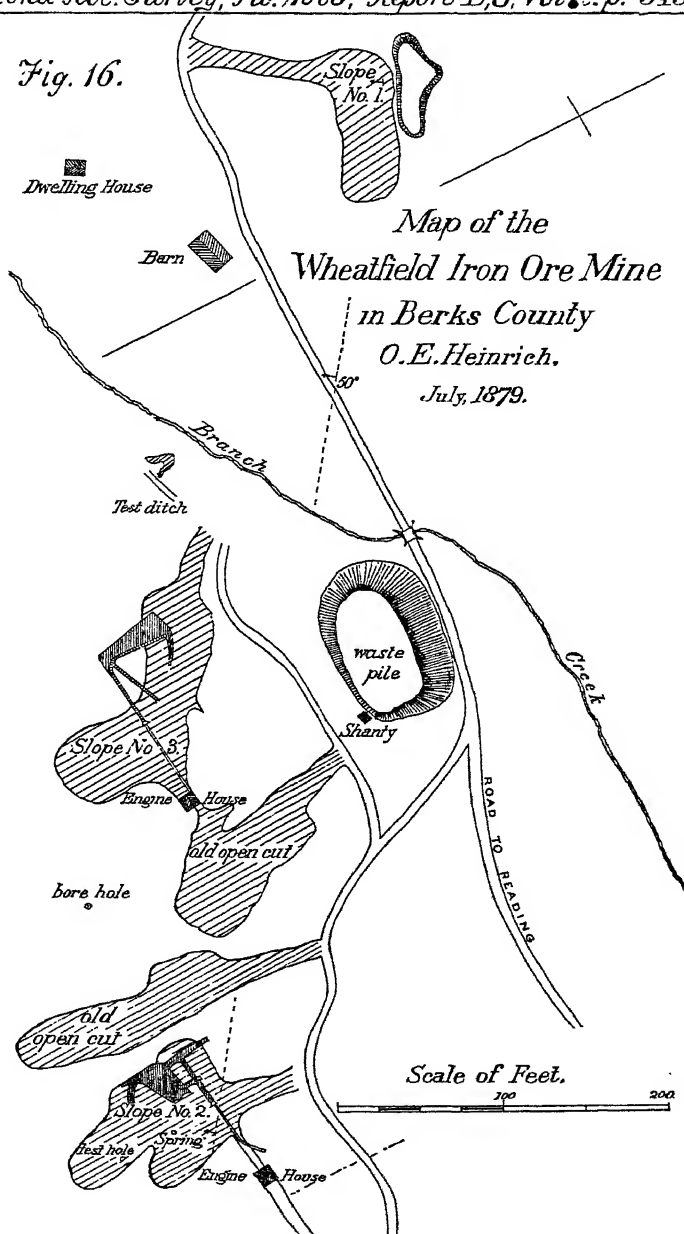 Survey, Report p.
Fig. 16.
Slope
No. 1.
Dwelling House
Barn
Map of the
Wheatfield Iron Ore Mine
in Berks County
O. E. Heinrich.
July, 1879.
50°
Branch
Test ditch
waste
pile
Shanty
Creek
Slope No. 3.
Engine House
old open cut
ROAD TO READING
bore hole
old
open cut
Scale of Feet.
100 200.
Slope No. 2.
Spring
test hole
Engine House